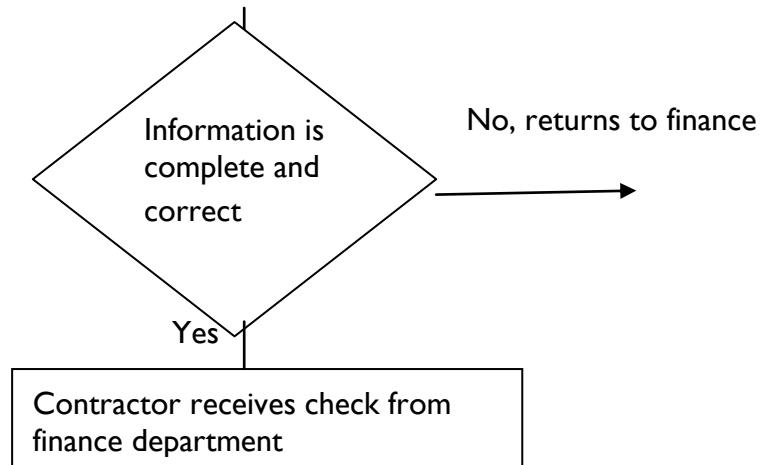 Information is
complete and
correct
No, returns to finance
Yes
Contractor receives check from
finance department